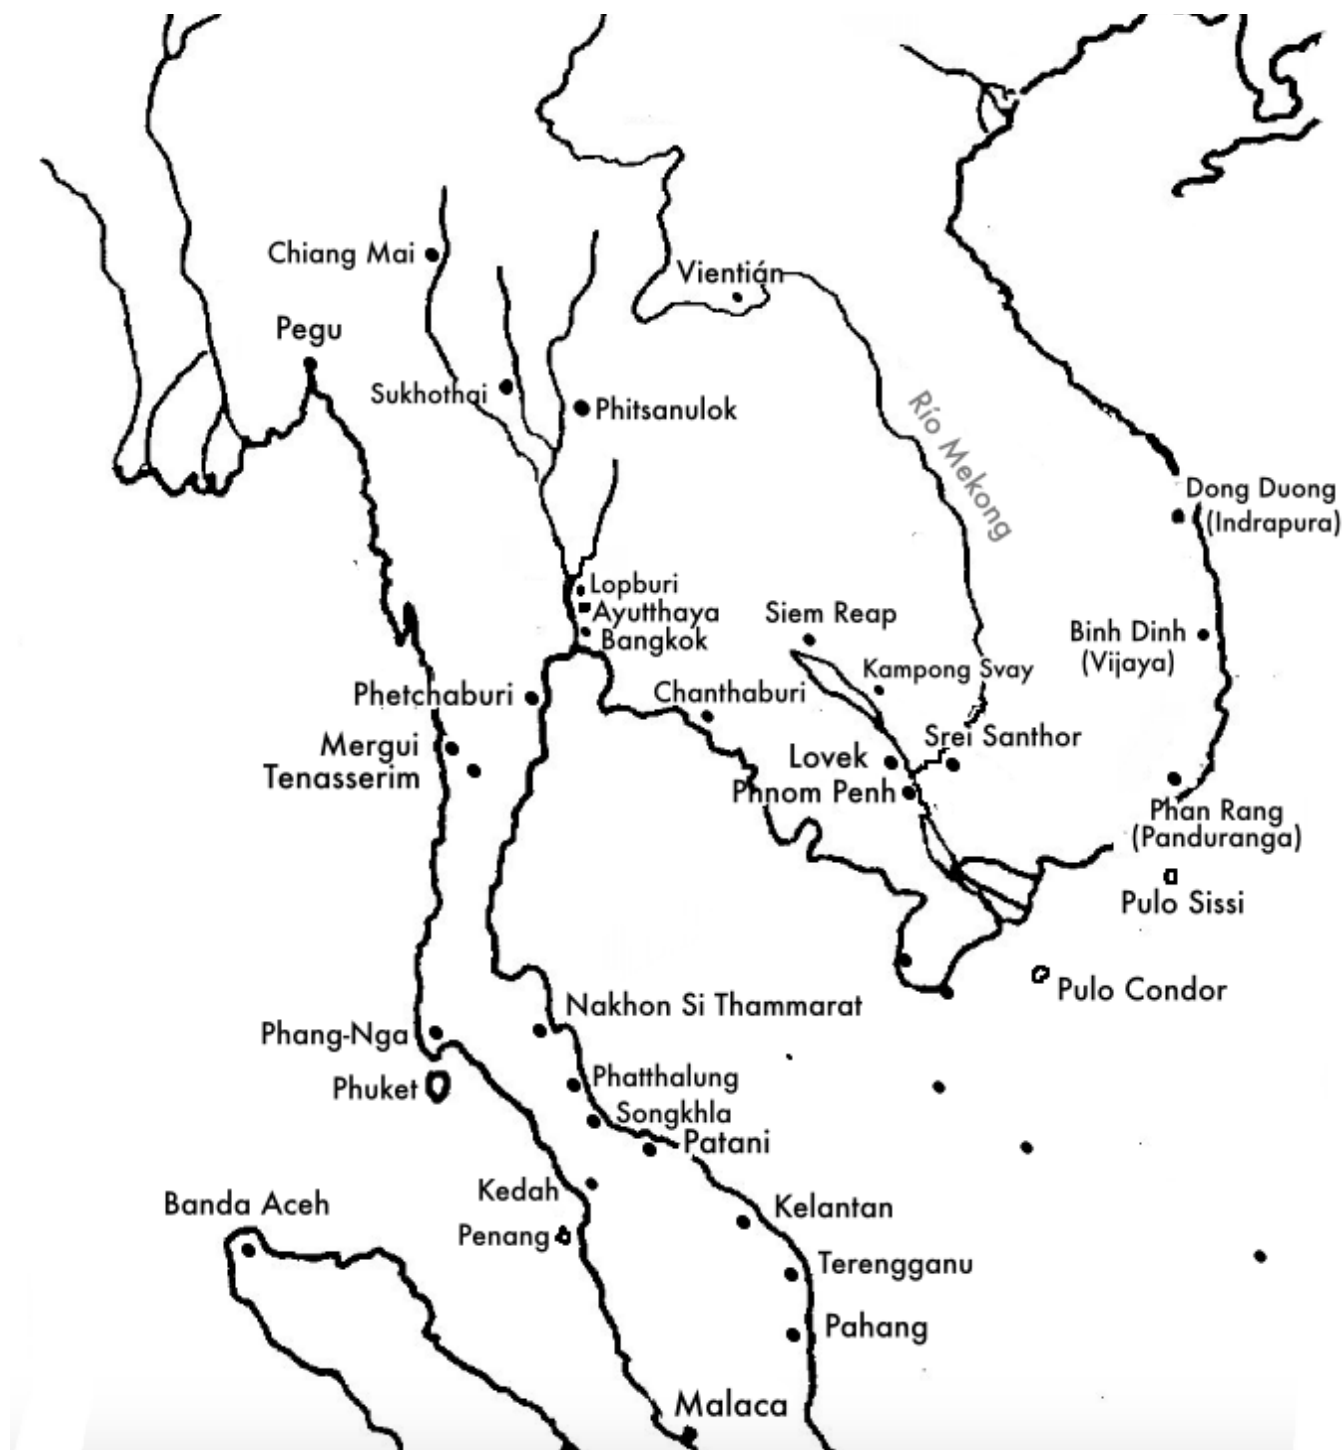 Chiang Mai
Vientián
Pegu
Sukhothai
Phitsanulok
Río Mekong
Dong Duong
(Indrapura)
Lopburi
Ayutthaya
Bangkok
Siem Reap
Binh Dinh
(Vijaya)
Kampong Svay
Phetchaburi
Chanthaburi
Mergui
Tenasserim
Srei Santhor
Lovek
Phnom Penh
Phan Rang
(Panduranga)
Pulo Sissi
Pulo Condor
Nakhon Si Thammarat
Phang-Nga
Phuket
Phatthalung
Songkhla
Patani
Kedah
Banda Aceh
Penang
Kelantan
Terengganu
Pahang
Malaca